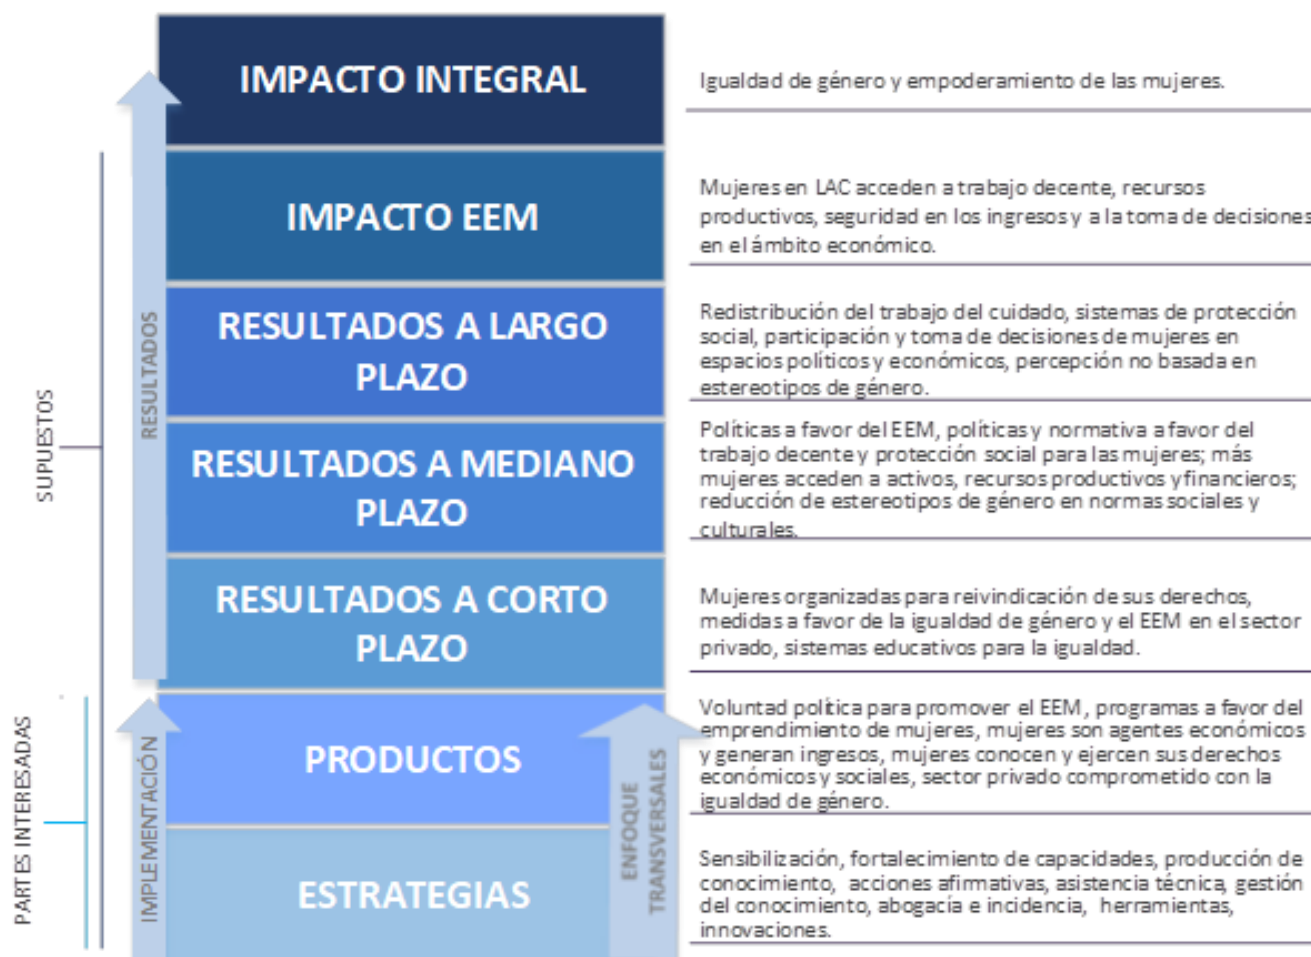 IMPACTO INTEGRAL
Igualdad de género y empoderamiento de las mujeres.
IMPACTO EEM
Mujeres en LAC acceden a trabajo decente, recursos
productivos, seguridad en los ingresos y a la toma de decisiones
en el ámbito económico.
RESULTADOS A LARGO
PLAZO
Redistribución del trabajo del cuidado, sistemas de protección
social, participación y toma de decisiones de mujeres en
espacios políticos y económicos, percepción no basada en
estereotipos de género.
RESULTADOS A MEDIANO
PLAZO
Políticas a favor del EEM, políticas y normativa a favor del
trabajo decente y protección social para las mujeres; más
mujeres acceden a activos, recursos productivos y financieros;
reducción de estereotipos de género en normas sociales y
culturales.
RESULTADOS A CORTO
PLAZO
Mujeres organizadas para reivindicación de sus derechos,
medidas a favor de la igualdad de género y el EEM en el sector
privado, sistemas educativos para la igualdad.
PRODUCTOS
Voluntad política para promover el EEM, programas a favor del
emprendimiento de mujeres, mujeres son agentes económicos
y generan ingresos, mujeres conocen y ejercen sus derechos
económicos y sociales, sector privado comprometido con la
igualdad de género.
ESTRATEGIAS
Sensibilización, fortalecimiento de capacidades, producción de
conocimiento, acciones afirmativas, asistencia técnica, gestión
del conocimiento, abogacía e incidencia, herramientas,
innovaciones.
RESULTADOS
SUPUESTOS
IMPLEMENTACIÓN
PARTES INTERESADAS
ENFOQUE
TRANSVERSALES